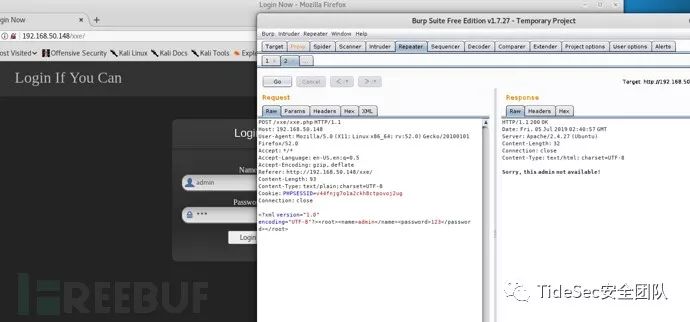 Login Now
Login Now - Mozilla Firefox
192.168.50.148/xxe/
Most Visited
Offensive Security
Kali Linux
Kali Docs
Kali Tools
Login If You Can
Login
Name
admin
Password
Login
Burp Suite Free Edition v1.7.27 - Temporary Project
Burp Intruder Repeater Window Help
Target Proxy Spider Scanner Intruder Repeater Sequencer Decoder Comparer Extender Project options User options Alerts
1 × 2 × ...
Go Cancel < >
Target: http://192.168.50
Request
Raw Params Headers Hex XML
POST /xxe/xxe.php HTTP/1.1
Host: 192.168.50.148
User-Agent: Mozilla/5.0 (X11; Linux x86_64; rv:52.0) Gecko/20100101
Firefox/52.0
Accept: */*
Accept-Language: en-US,en;q=0.5
Accept-Encoding: gzip, deflate
Referer: http://192.168.50.148/xxe/
Content-Length: 93
Content-Type: text/plain;charset=UTF-8
Connection: close
<?xml version="1.0"
encoding="UTF-8"?><root><name>admin</name><password>123</passwor
d></root>
Response
Raw Headers Hex
HTTP/1.1 200 OK
Date: Fri, 05 Jul 2019 02:40:57 GMT
Server: Apache/2.4.27 (Ubuntu)
Content-Length: 32
Connection: close
Content-Type: text/html; charset=UTF-8
Sorry, this admin not available!
REEBUF
TideSec安全团队